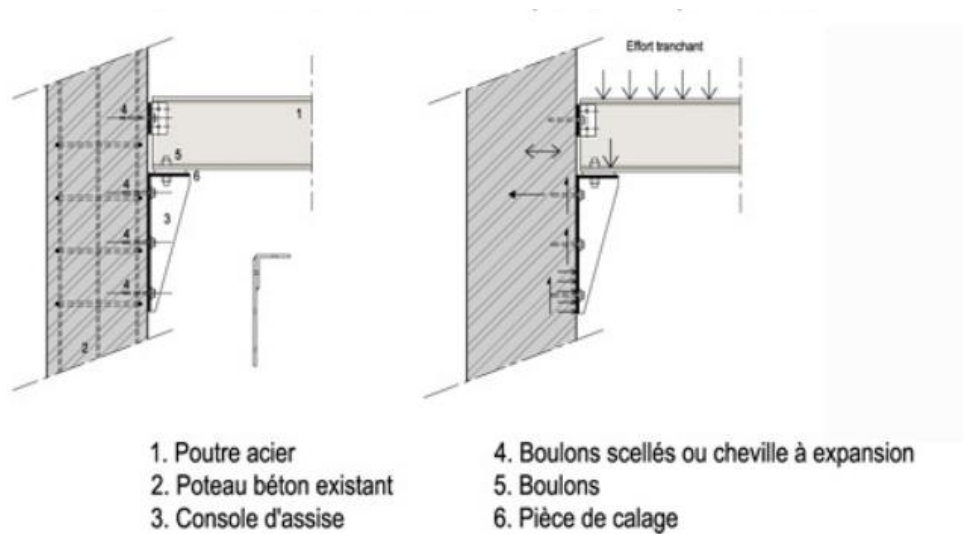 Effort tranchant
4
1
5
6
4
3
4
4
2
1. Poutre acier
2. Poteau béton existant
3. Console d'assise
4. Boulons scellés ou cheville à expansion
5. Boulons
6. Pièce de calage